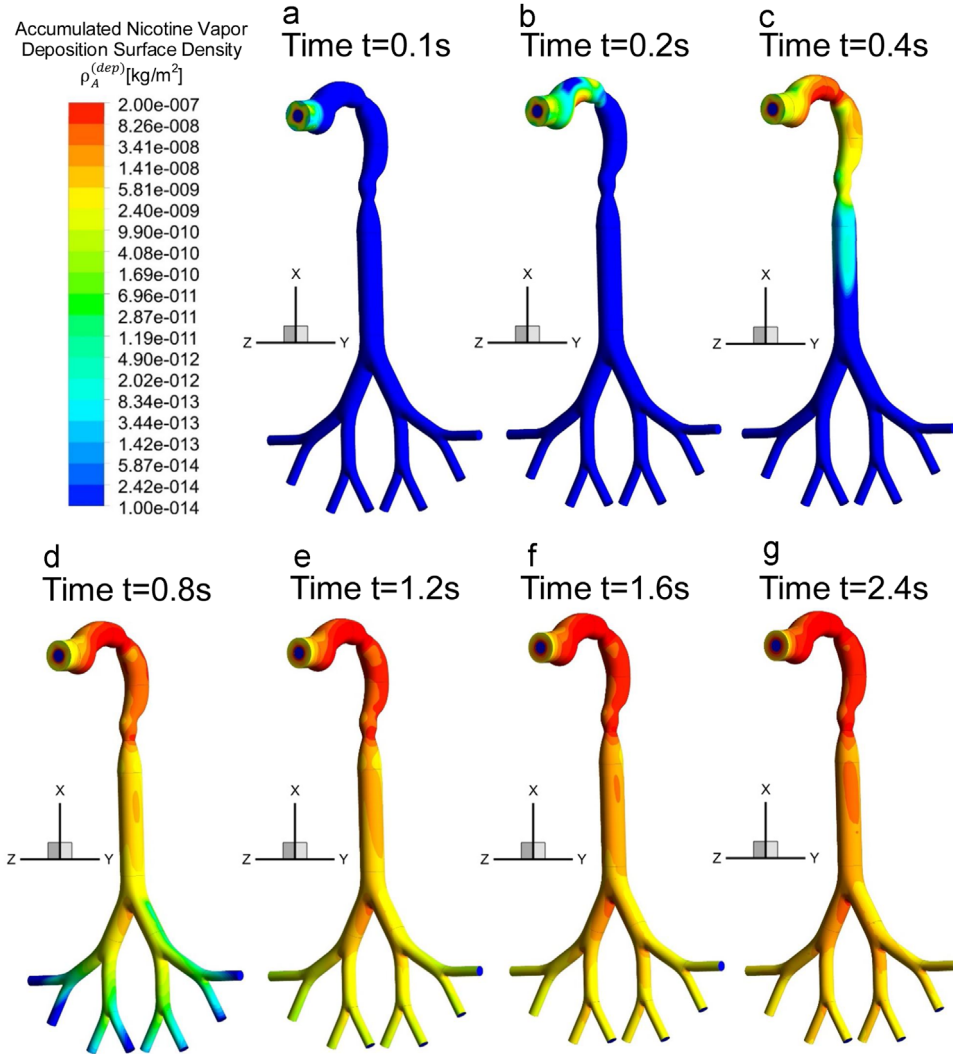 Accumulated Nicotine Vapor
Deposition Surface Density
ρ_A^(dep)[kg/m²]
2.00e-007
8.26e-008
3.41e-008
1.41e-008
5.81e-009
2.40e-009
9.90e-010
4.08e-010
1.69e-010
6.96e-011
2.87e-011
1.19e-011
4.90e-012
2.02e-012
8.34e-013
3.44e-013
1.42e-013
5.87e-014
2.42e-014
1.00e-014
a
Time t=0.1s
X
Z Y
b
Time t=0.2s
X
Z Y
c
Time t=0.4s
X
Z Y
d
Time t=0.8s
X
Z Y
e
Time t=1.2s
X
Z Y
f
Time t=1.6s
X
Z Y
g
Time t=2.4s
X
Z Y